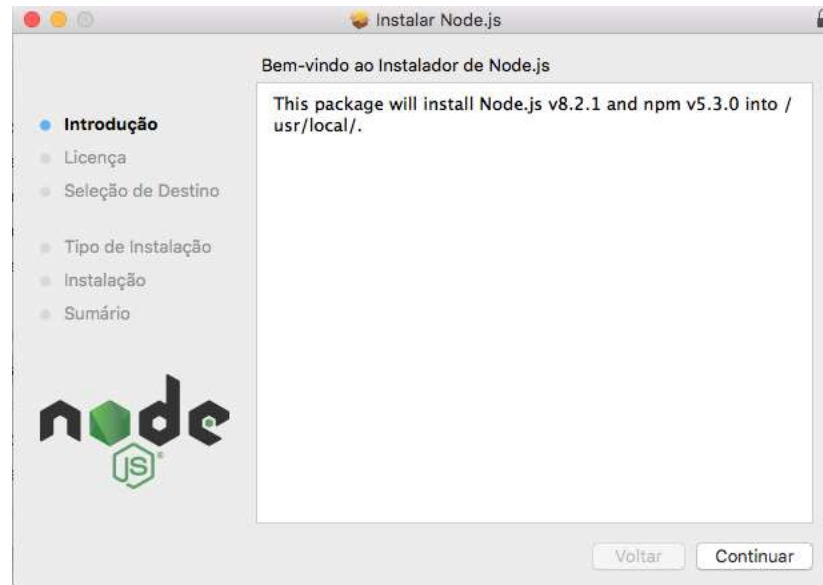 Instalar Node.js
Bem-vindo ao Instalador de Node.js
Introdução
Licença
Seleção de Destino
Tipo de Instalação
Instalação
Sumário
This package will install Node.js v8.2.1 and npm v5.3.0 into /
usr/local/.
node
JS®
Voltar
Continuar